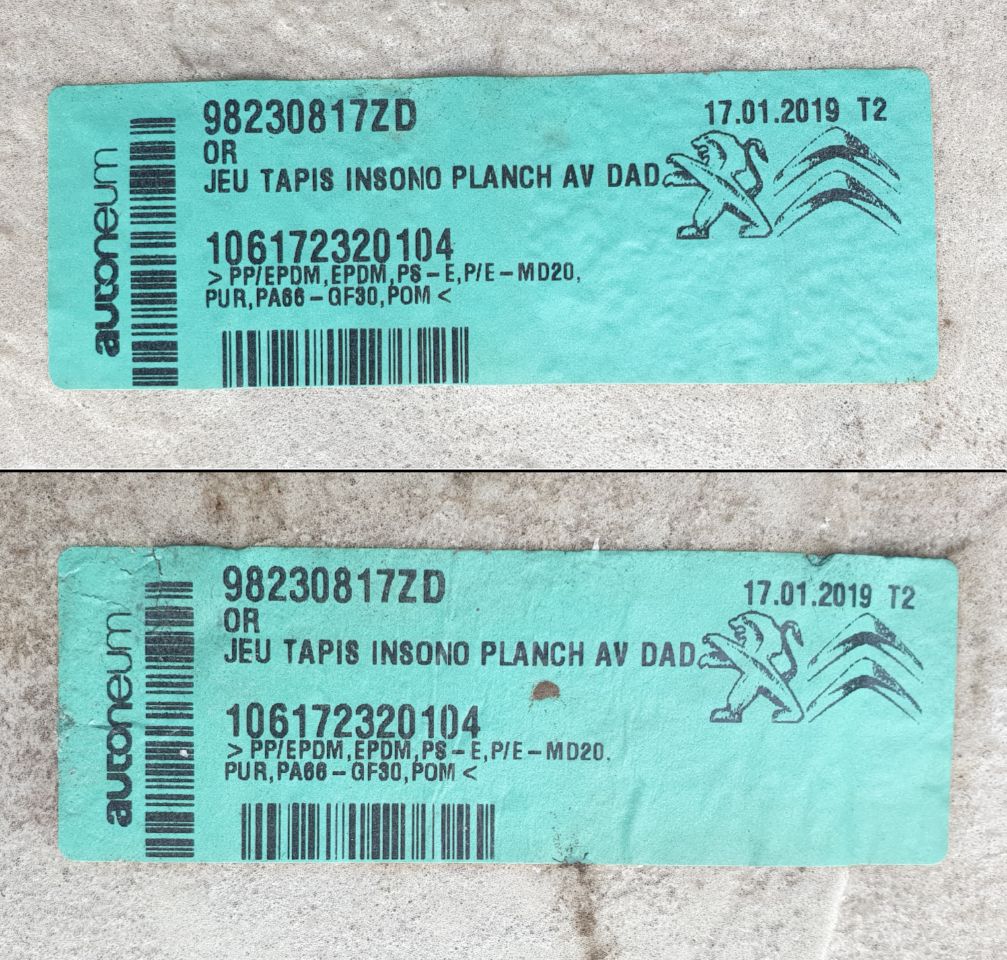 98230817ZD
17.01.2019 T2
OR
JEU TAPIS INSONO PLANCH AV DAD
106172320104
> PP/EPDM,EPDM,PS-E,P/E-MD20,
PUR,PA66-GF30,POM <
autoneum
98230817ZD
17.01.2019 T2
OR
JEU TAPIS INSONO PLANCH AV DAD
106172320104
> PP/EPDM,EPDM,PS-E,P/E-MD20,
PUR,PA66-GF30,POM <
autoneum